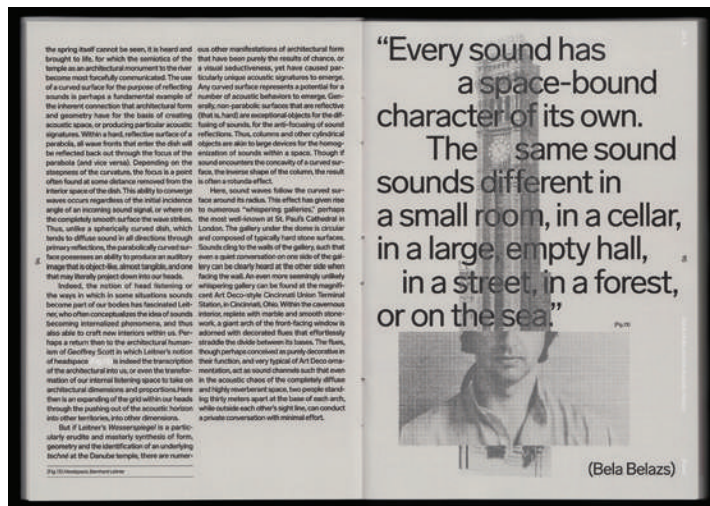 the spring itself cannot be seen, it is heard and
brought to life, for which the semiotics of the
temple as an architectural monument to the river
become most forcefully communicated. The use
of a curved surface for the purpose of reflecting
sounds is perhaps a fundamental example of
the inherent connection that architectural form
and geometry have for the basis of creating
acoustic space, or producing particular acoustic
signatures. Within a hard, reflective surface of a
parabola, all wave fronts that enter the dish will
be reflected back out through the focus of the
parabola (and vice versa). Depending on the
steepness of the curvature, the focus is a point
often found at some distance removed from the
interior space of the dish. This ability to converge
waves occurs regardless of the initial incidence
angle of an incoming sound signal, or where on
the completely smooth surface the wave strikes.
Thus, unlike a spherically curved dish, which
tends to diffuse sound in all directions through
primary reflections, the parabolically curved sur-
face possesses an ability to produce an auditory
image that is object-like, almost tangible, and one
that may literally project down into our heads.
Indeed, the notion of head listening or
the ways in which in some situations sounds
become part of our bodies has fascinated Leit-
ner, who often conceptualizes the idea of sounds
becoming internalized phenomena, and thus
also able to craft new interiors within us. Per-
haps a return then to the architectural human-
ism of Geoffrey Scott in which Leitner's notion
of headspace is indeed the transcription
of the architectural into us, or even the transfor-
mation of our internal listening space to take on
architectural dimensions and proportions. Here
then is an expanding of the grid within our heads
through the pushing out of the acoustic horizon
into other territories, into other dimensions.
But if Leitner's Wasserspiegel is a partic-
ularly erudite and masterly synthesis of form,
geometry and the identification of an underlying
techné at the Danube temple, there are numer-
(Fig.15) Headspace, Bernhard Leitner
ous other manifestations of architectural form
that have been purely the results of chance, or
a visual seductiveness, yet have caused par-
ticularly unique acoustic signatures to emerge.
Any curved surface represents a potential for a
number of acoustic behaviors to emerge. Gen-
erally, non-parabolic surfaces that are reflective
(that is, hard) are exceptional objects for the dif-
fusing of sounds, for the anti-focusing of sound
reflections. Thus, columns and other cylindrical
objects are akin to large devices for the homog-
enization of sounds within a space. Though if
sound encounters the concavity of a curved sur-
face, the inverse shape of the column, the result
is often a rotunda effect.
Here, sound waves follow the curved sur-
face around its radius. This effect has given rise
to numerous "whispering galleries," perhaps
the most well-known at St. Paul's Cathedral in
London. The gallery under the dome is circular
and composed of typically hard stone surfaces.
Sounds cling to the walls of the gallery, such that
even a quiet conversation on one side of the gal-
lery can be clearly heard at the other side when
facing the wall. An even more seemingly unlikely
whispering gallery can be found at the magnifi-
cent Art Deco-style Cincinnati Union Terminal
Station, in Cincinnati, Ohio. Within the cavernous
interior, replete with marble and smooth stone-
work, a giant arch of the front-facing window is
adorned with decorated flues that effortlessly
straddle the divide between its bases. The flues,
though perhaps conceived as purely decorative in
their function, and very typical of Art Deco orna-
mentation, act as sound channels such that even
in the acoustic chaos of the completely diffuse
and highly reverberant space, two people stand-
ing thirty meters apart at the base of each arch,
while outside each other's sight line, can conduct
a private conversation with minimal effort.
“Every sound has
a space-bound
character of its own.
The same sound
sounds different in
a small room, in a cellar,
in a large, empty hall,
in a street, in a forest,
or on the sea.”
(Bela Belazs)